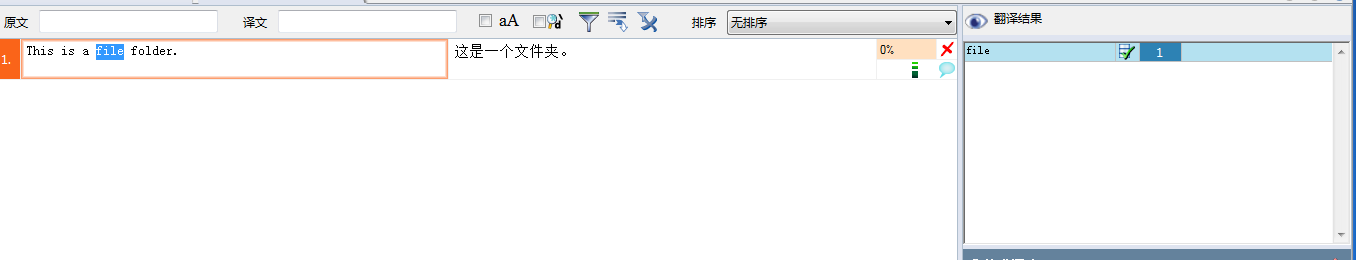 原文
译文
aA
排序
无排序
翻译结果
1.
This is a file folder.
这是一个文件夹。
0%
file
1